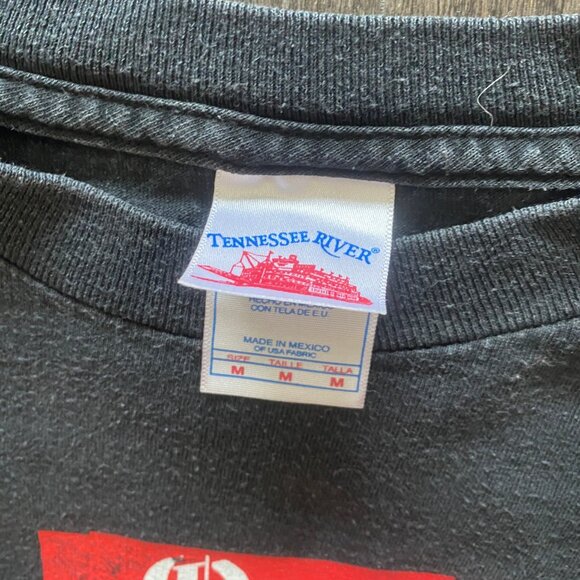 TENNESSEE RIVER®
HECHO EN MEXICO
CON TELA DE E.U.
MADE IN MEXICO
OF USA FABRIC
SIZE TAILLE TALLA
M M M